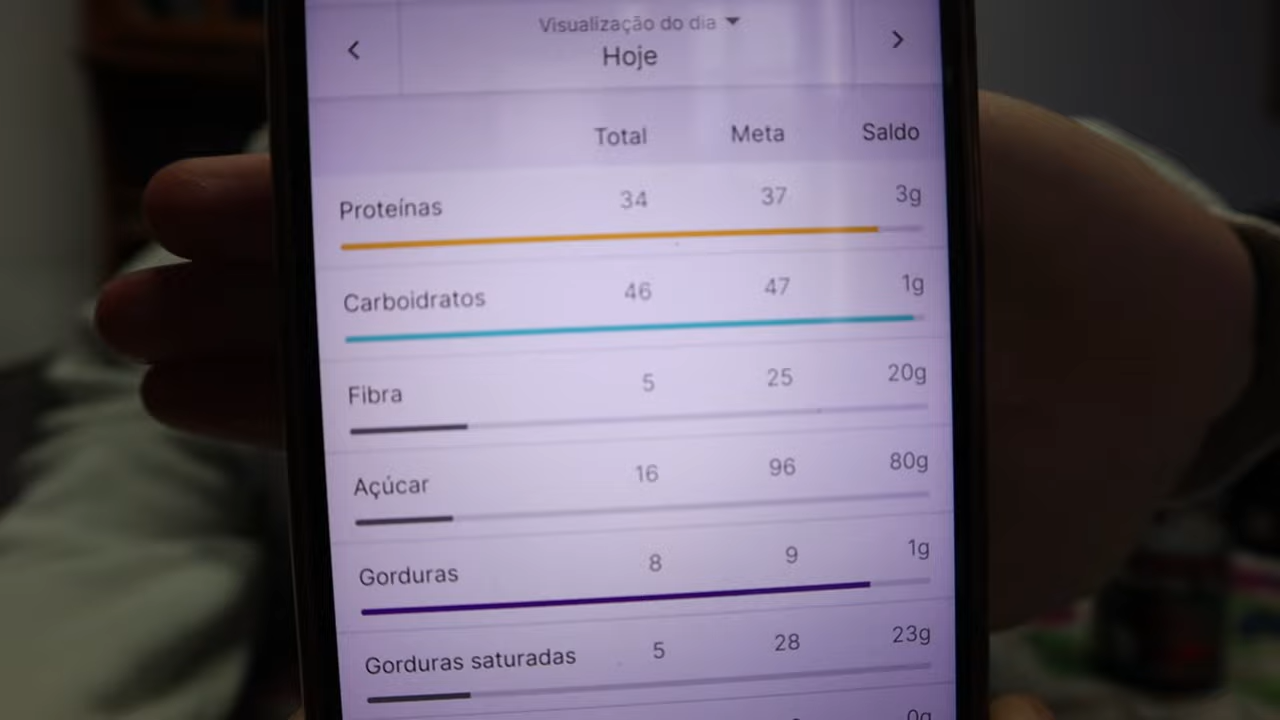 Visualização do dia
Hoje
Total Meta Saldo
Proteínas 34 37 3g
Carboidratos 46 47 1g
Fibra 5 25 20g
Açúcar 16 96 80g
Gorduras 8 9 1g
Gorduras saturadas 5 28 23g